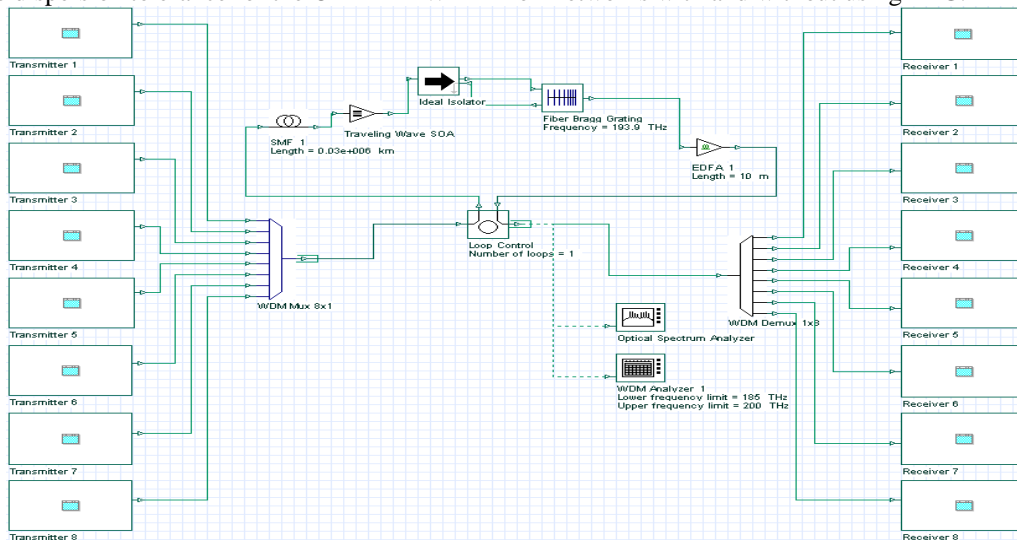 Transmitter 1
Transmitter 2
Transmitter 3
Transmitter 4
Transmitter 5
Transmitter 6
Transmitter 7
Transmitter 8
SMF 1
Length = 0.03e+006 km
Traveling Wave SOA
Ideal Isolator
Fiber Bragg Grating
Frequency = 193.9 THz
EDFA 1
Length = 10 m
Loop Control
Number of loops = 1
WDM Mux 8x1
WDM Demux 1x8
Optical Spectrum Analyzer
WDM Analyzer 1
Lower frequency limit = 185 THz
Upper frequency limit = 200 THz
Receiver 1
Receiver 2
Receiver 3
Receiver 4
Receiver 5
Receiver 6
Receiver 7
Receiver 8